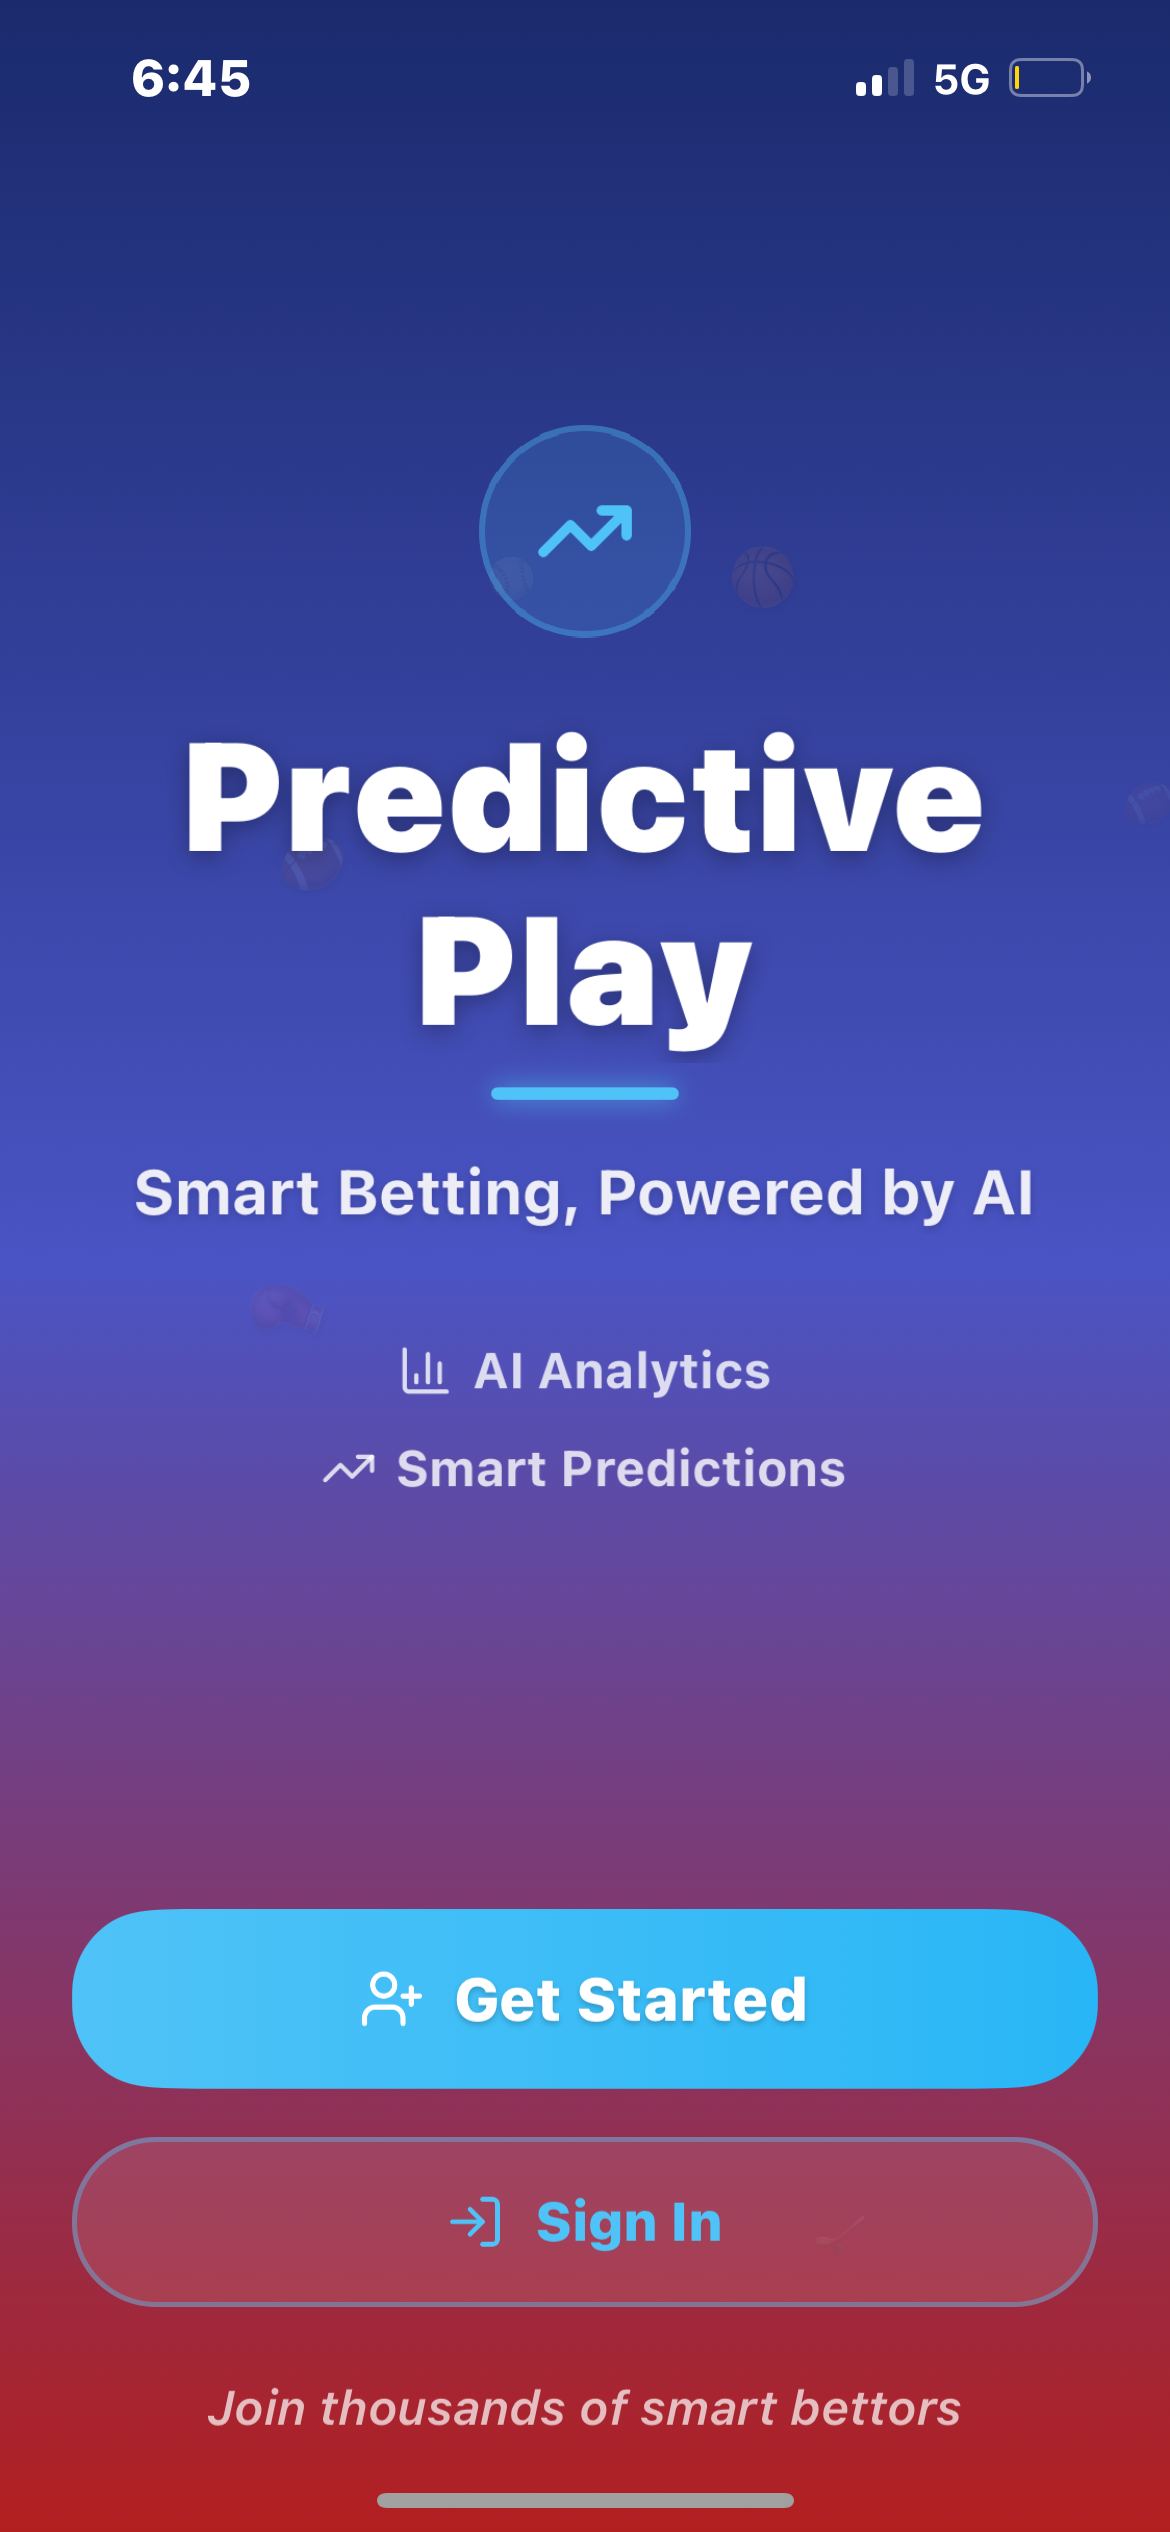 6:45 5G
Predictive
Play
Smart Betting, Powered by AI
AI Analytics
Smart Predictions
Get Started
Sign In
Join thousands of smart bettors